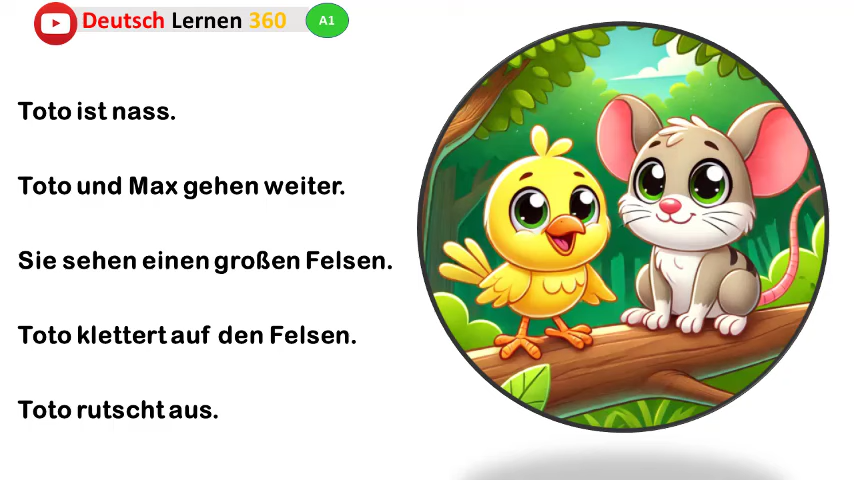 Deutsch Lernen 360
A1
Toto ist nass.
Toto und Max gehen weiter.
Sie sehen einen großen Felsen.
Toto klettert auf den Felsen.
Toto rutscht aus.